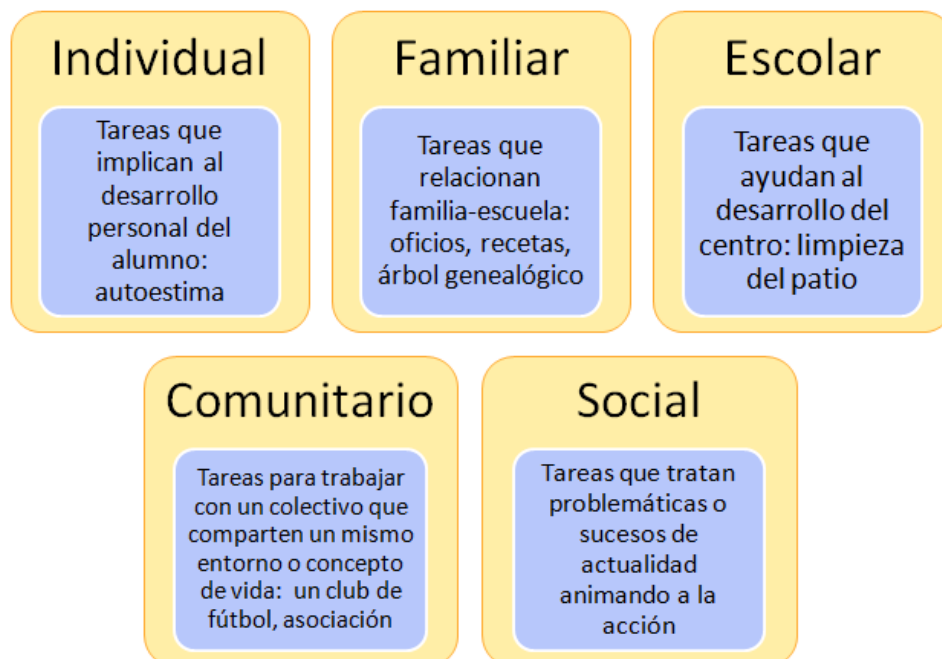 Individual
Tareas que
implican al
desarrollo
personal del
alumno:
autoestima
Familiar
Tareas que
relacionan
familia-escuela:
oficios, recetas,
árbol genealógico
Escolar
Tareas que
ayudan al
desarrollo del
centro: limpieza
del patio
Comunitario
Tareas para trabajar
con un colectivo que
comparten un mismo
entorno o concepto
de vida:  un club de
fútbol, asociación
Social
Tareas que tratan
problemáticas o
sucesos de
actualidad
animando a la
acción